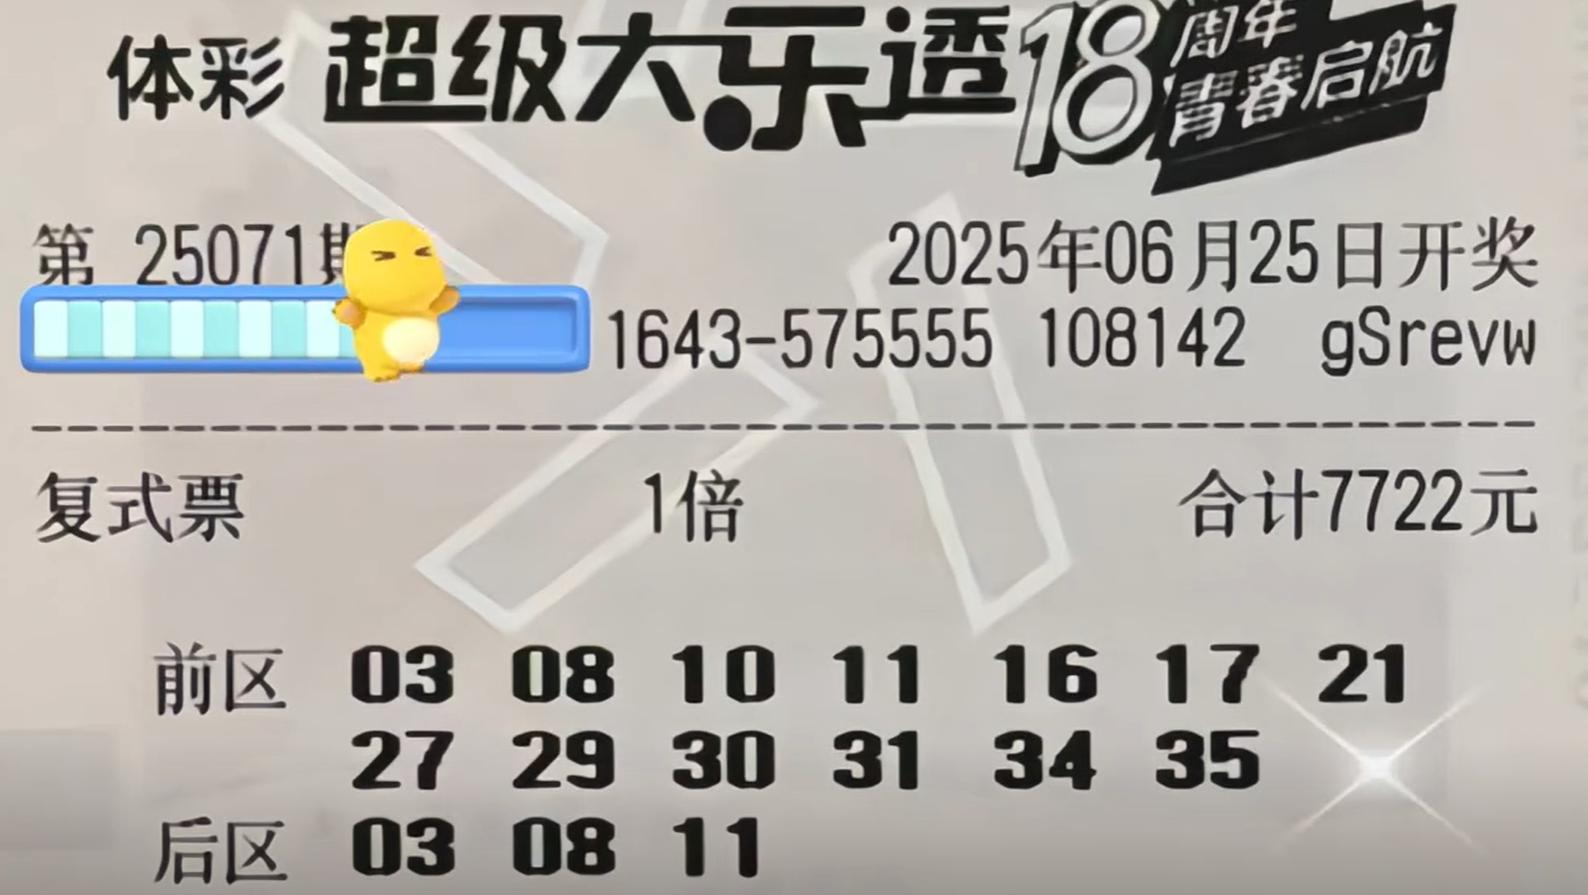 体彩 超级大乐透 18周年 青春启航
第 25071期 2025年06月25日开奖
1643-575555 108142 gSrevw
复式票 1倍 合计7722元
前区 03 08 10 11 16 17 21
27 29 30 31 34 35
后区 03 08 11